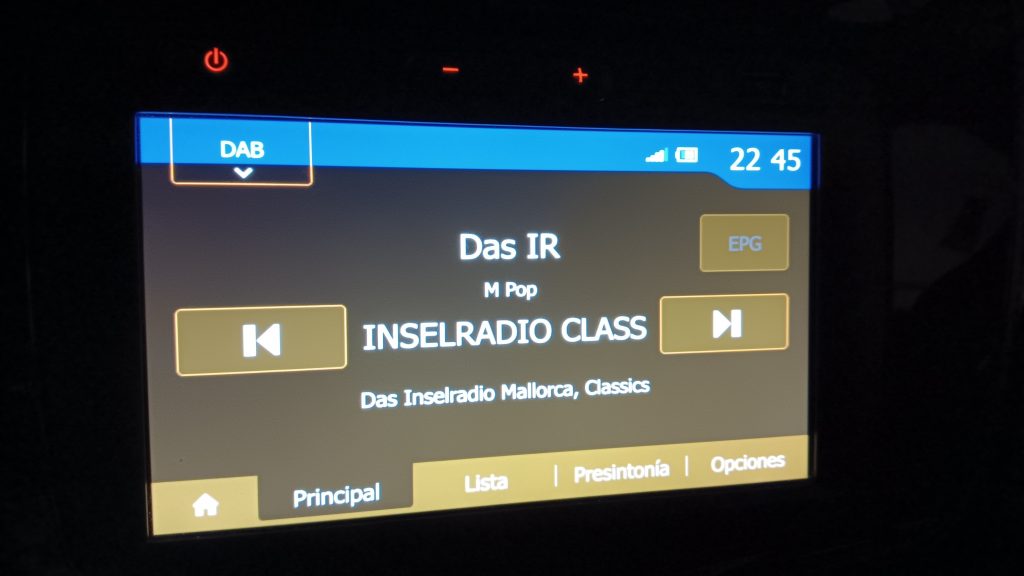 DAB
22 45
Das IR
EPG
M Pop
INSELRADIO CLASS
Das Inselradio Mallorca, Classics
Principal
Lista
Presintonía
Opciones